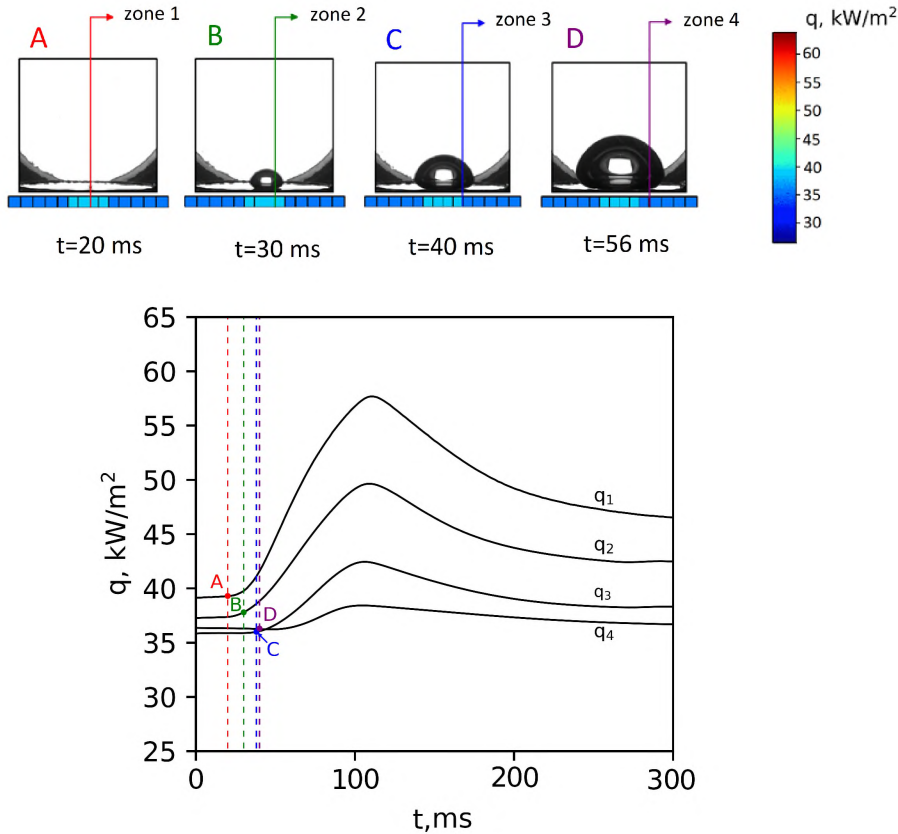 zone 1
zone 2
zone 3
zone 4
q, kW/m²
A
B
C
D
60
55
50
45
40
35
30
t=20 ms
t=30 ms
t=40 ms
t=56 ms
65
60
55
50
45
40
35
30
25
q, kW/m²
q₁
q₂
q₃
q₄
A
B
D
C
0
100
200
300
t,ms